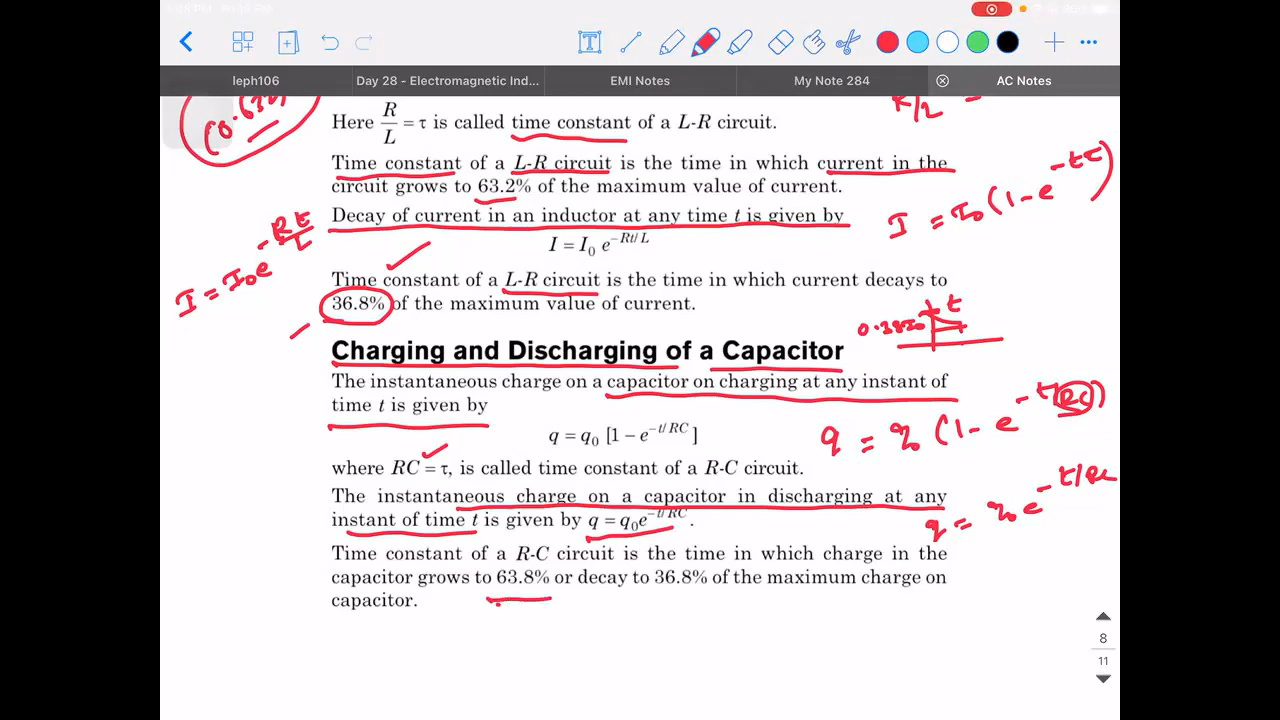 leph106
Day 28 - Electromagnetic Ind...
EMI Notes
My Note 284
AC Notes
(0.632)
Here R/L = τ is called time constant of a L-R circuit.
Time constant of a L-R circuit is the time in which current in the
circuit grows to 63.2% of the maximum value of current.
I = I₀ (1 - e^-tτ)
Decay of current in an inductor at any time t is given by
I = I₀ e^-Rt/L
I = I₀ e^-Rt/L
Time constant of a L-R circuit is the time in which current decays to
36.8% of the maximum value of current.
t
Charging and Discharging of a Capacitor
The instantaneous charge on a capacitor on charging at any instant of
time t is given by
q = q₀ [1 – e^–t/RC]
q = q₀ (1 - e^-t/(RC))
where RC = τ, is called time constant of a R-C circuit.
The instantaneous charge on a capacitor in discharging at any
instant of time t is given by q = q₀e^–t/RC.
q = q₀ e^-t/RC
Time constant of a R-C circuit is the time in which charge in the
capacitor grows to 63.8% or decay to 36.8% of the maximum charge on
capacitor.
8
11